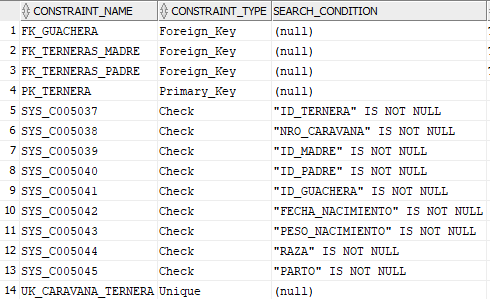 CONSTRAINT_NAME CONSTRAINT_TYPE SEARCH_CONDITION
1 FK_GUACHERA Foreign_Key (null)
2 FK_TERNERAS_MADRE Foreign_Key (null)
3 FK_TERNERAS_PADRE Foreign_Key (null)
4 PK_TERNERA Primary_Key (null)
5 SYS_C005037 Check "ID_TERNERA" IS NOT NULL
6 SYS_C005038 Check "NRO_CARAVANA" IS NOT NULL
7 SYS_C005039 Check "ID_MADRE" IS NOT NULL
8 SYS_C005040 Check "ID_PADRE" IS NOT NULL
9 SYS_C005041 Check "ID_GUACHERA" IS NOT NULL
10 SYS_C005042 Check "FECHA_NACIMIENTO" IS NOT NULL
11 SYS_C005043 Check "PESO_NACIMIENTO" IS NOT NULL
12 SYS_C005044 Check "RAZA" IS NOT NULL
13 SYS_C005045 Check "PARTO" IS NOT NULL
14 UK_CARAVANA_TERNERA Unique (null)